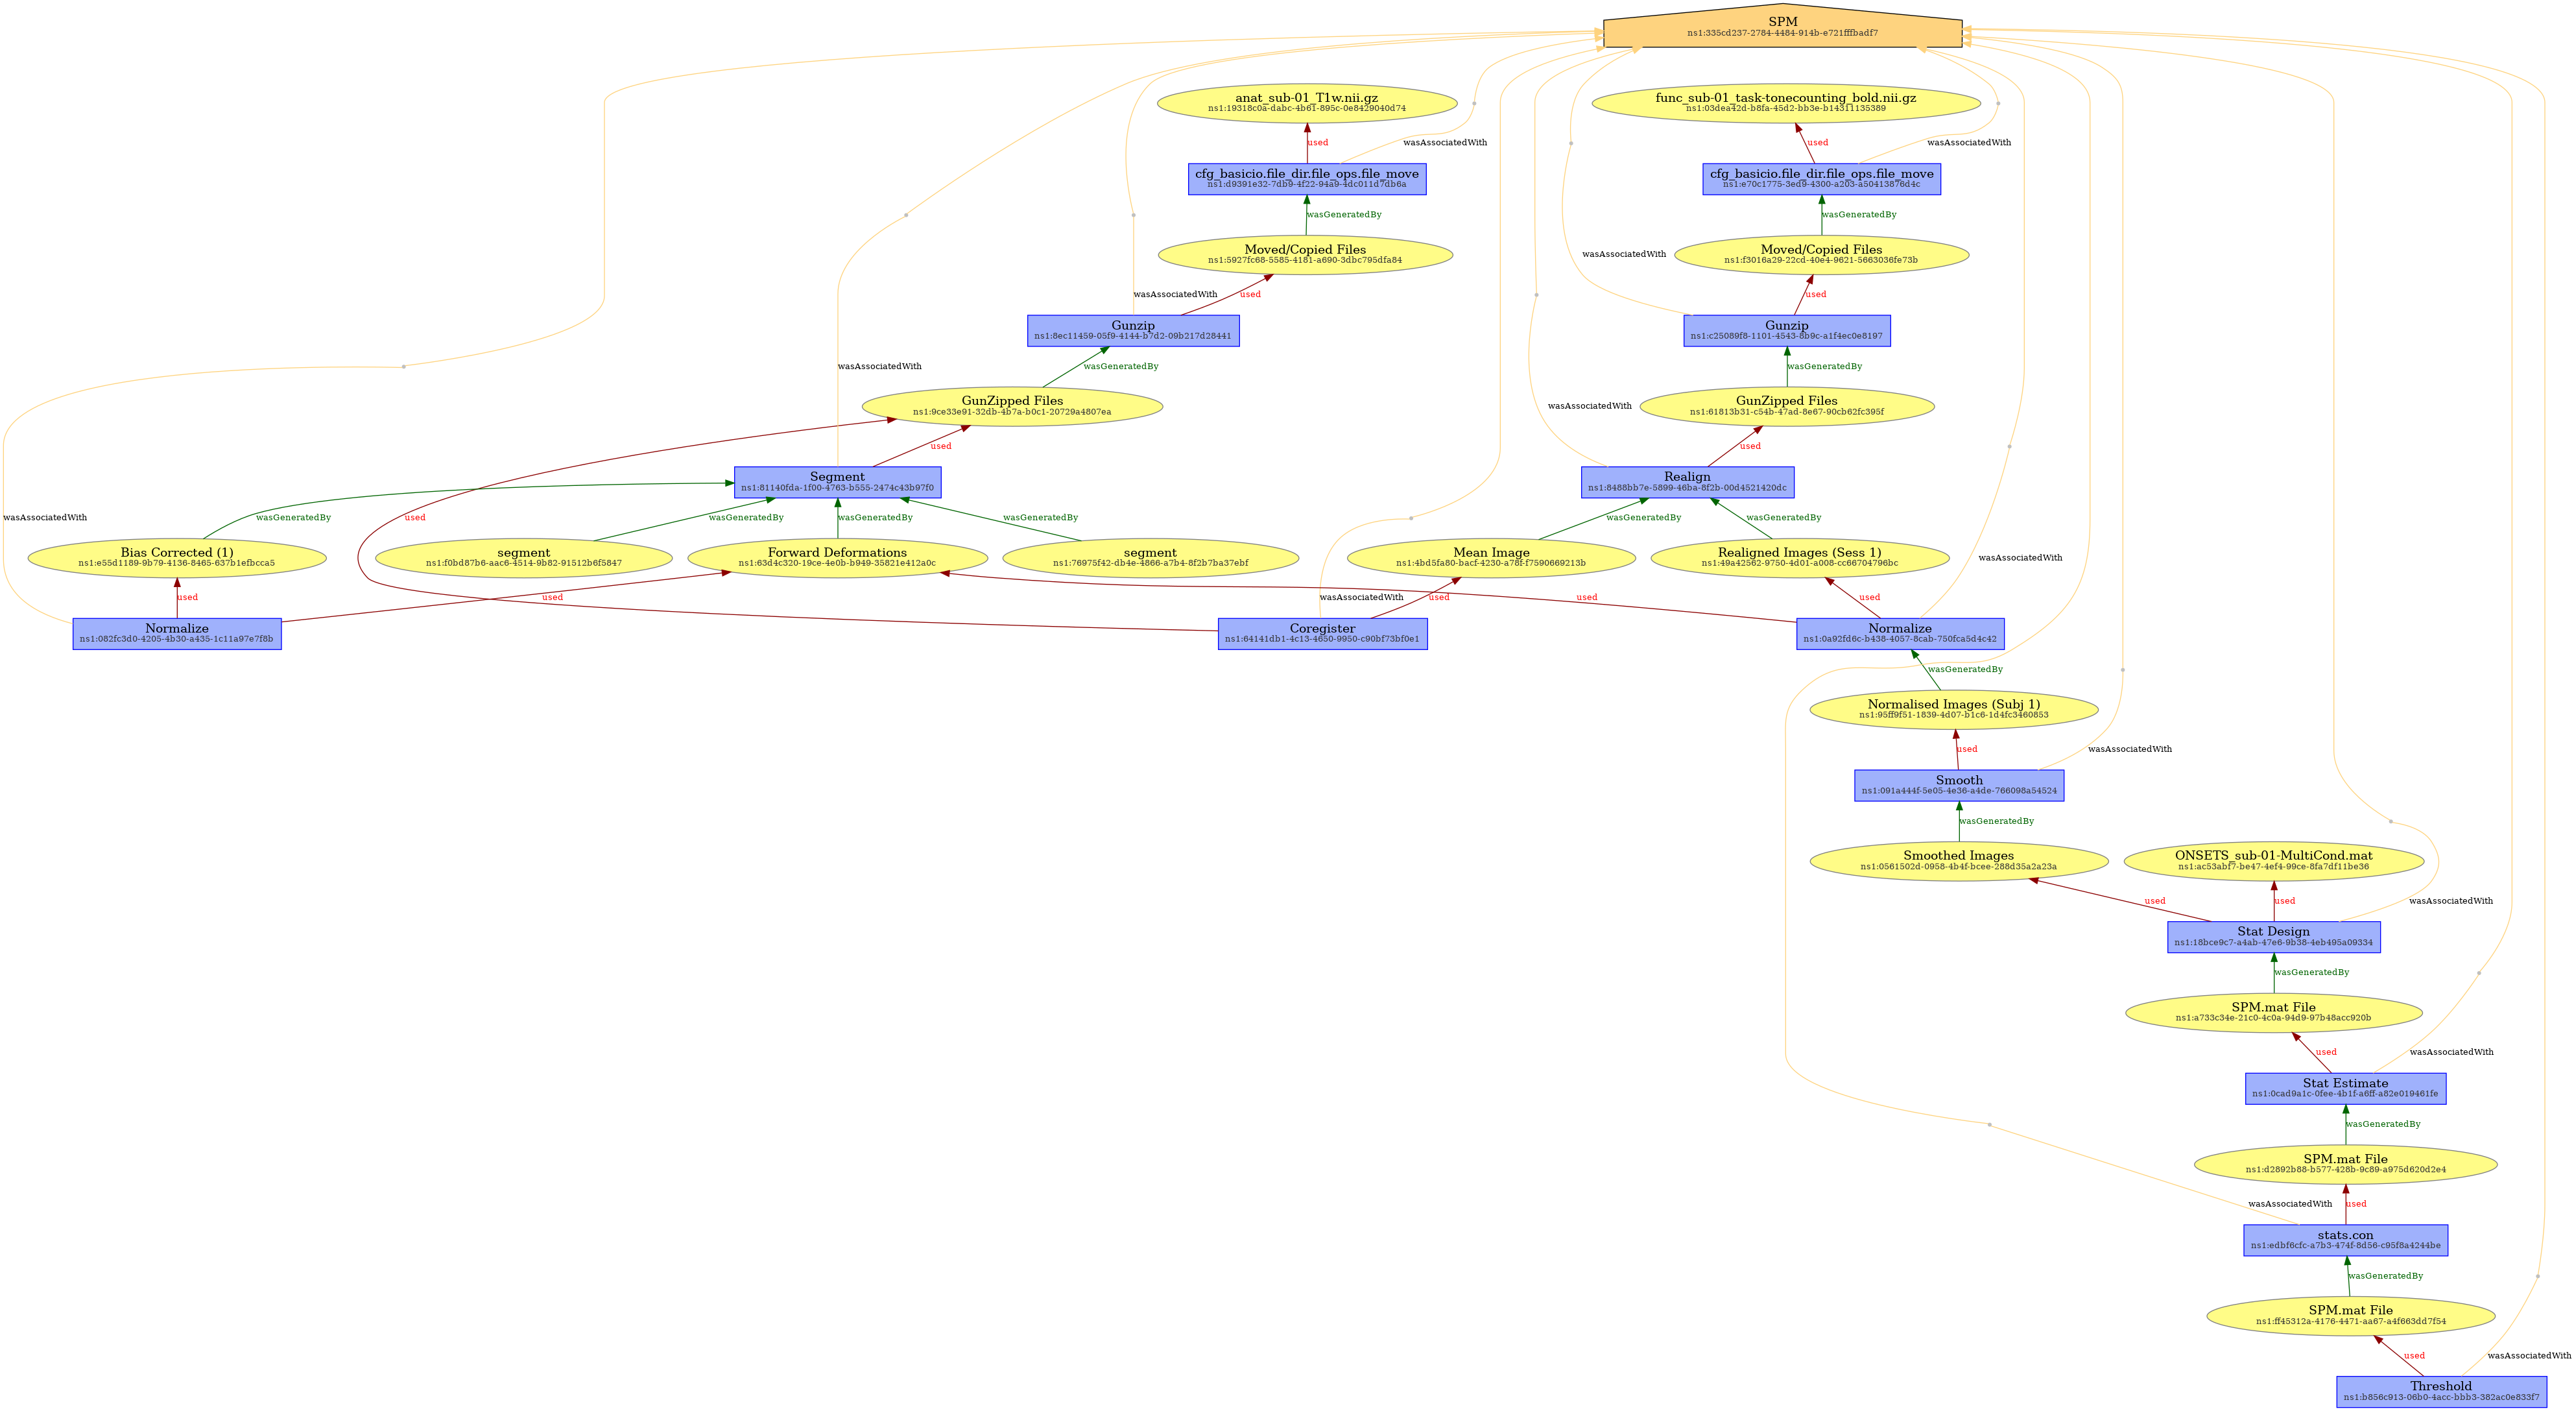 SPM
ns1:335cd237-2784-4484-914b-e721fffbadf7
anat_sub-01_T1w.nii.gz
ns1:19318c0a-dabc-4b61-895c-0e8429040d74
func_sub-01_task-tonecounting_bold.nii.gz
ns1:03dea42d-b8fa-45d2-bb3e-b14311135389
used
wasAssociatedWith
used
wasAssociatedWith
cfg_basicio.file_dir.file_ops.file_move
ns1:d9391e32-7db9-4f22-94a9-4dc011d7db6a
cfg_basicio.file_dir.file_ops.file_move
ns1:e70c1775-3ed9-4300-a203-a50413876d4c
wasGeneratedBy
wasGeneratedBy
Moved/Copied Files
ns1:5927fc68-5585-4181-a690-3dbc795dfa84
Moved/Copied Files
ns1:f3016a29-22cd-40e4-9621-5663036fe73b
wasAssociatedWith
used
wasAssociatedWith
used
Gunzip
ns1:8ec11459-05f9-4144-b7d2-09b217d28441
Gunzip
ns1:c25089f8-1101-4543-8b9c-a1f4ec0e8197
wasAssociatedWith
wasGeneratedBy
wasGeneratedBy
GunZipped Files
ns1:9ce33e91-32db-4b7a-b0c1-20729a4807ea
GunZipped Files
ns1:61813b31-c54b-47ad-8e67-90cb62fc395f
wasAssociatedWith
used
used
Segment
ns1:81140fda-1f00-4763-b555-2474c43b97f0
Realign
ns1:8488bb7e-5899-46ba-8f2b-00d4521420dc
wasAssociatedWith
wasGeneratedBy
used
wasGeneratedBy
wasGeneratedBy
wasGeneratedBy
wasGeneratedBy
wasGeneratedBy
Bias Corrected (1)
ns1:e55d1189-9b79-4136-8465-637b1efbcca5
segment
ns1:f0bd87b6-aac6-4514-9b82-91512b6f5847
Forward Deformations
ns1:63d4c320-19ce-4e0b-b949-35821e412a0c
segment
ns1:76975f42-db4e-4866-a7b4-8f2b7ba37ebf
Mean Image
ns1:4bd5fa80-bacf-4230-a78f-f7590669213b
Realigned Images (Sess 1)
ns1:49a42562-9750-4d01-a008-cc66704796bc
wasAssociatedWith
used
used
wasAssociatedWith
used
used
used
Normalize
ns1:082fc3d0-4205-4b30-a435-1c11a97e7f8b
Coregister
ns1:64141db1-4c13-4650-9950-c90bf73bf0e1
Normalize
ns1:0a92fd6c-b438-4057-8cab-750fca5d4c42
wasGeneratedBy
Normalised Images (Subj 1)
ns1:95ff9f51-1839-4d07-b1c6-1d4fc3460853
used
wasAssociatedWith
Smooth
ns1:091a444f-5e05-4e36-a4de-766098a54524
wasGeneratedBy
Smoothed Images
ns1:0561502d-0958-4b4f-bcee-288d35a2a23a
ONSETS_sub-01-MultiCond.mat
ns1:ac53abf7-be47-4ef4-99ce-8fa7df11be36
used
used
wasAssociatedWith
Stat Design
ns1:18bce9c7-a4ab-47e6-9b38-4eb495a09334
wasGeneratedBy
SPM.mat File
ns1:a733c34e-21c0-4c0a-94d9-97b48acc920b
used
wasAssociatedWith
Stat Estimate
ns1:0cad9a1c-0fee-4b1f-a6ff-a82e019461fe
wasGeneratedBy
SPM.mat File
ns1:d2892b88-b577-428b-9c89-a975d620d2e4
wasAssociatedWith
used
stats.con
ns1:edbf6cfc-a7b3-474f-8d56-c95f8a4244be
wasGeneratedBy
SPM.mat File
ns1:ff45312a-4176-4471-aa67-a4f663dd7f54
used
wasAssociatedWith
Threshold
ns1:b856c913-06b0-4acc-bbb3-382ac0e833f7